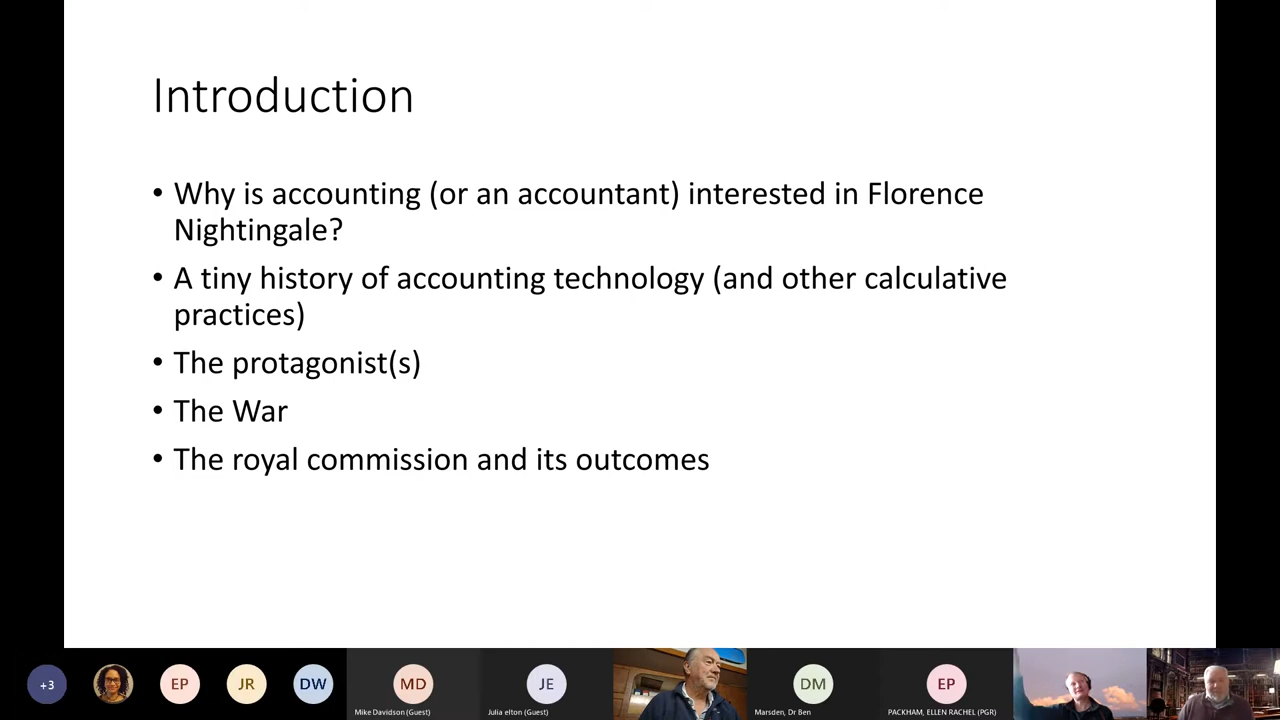 Introduction
• Why is accounting (or an accountant) interested in Florence
Nightingale?
• A tiny history of accounting technology (and other calculative
practices)
• The protagonist(s)
• The War
• The royal commission and its outcomes
+3
EP
JR
DW
MD
Mike Davidson (Guest)
JE
Julia elton (Guest)
DM
Marsden, Dr Ben
EP
PACKHAM, ELLEN RACHEL (PGR)